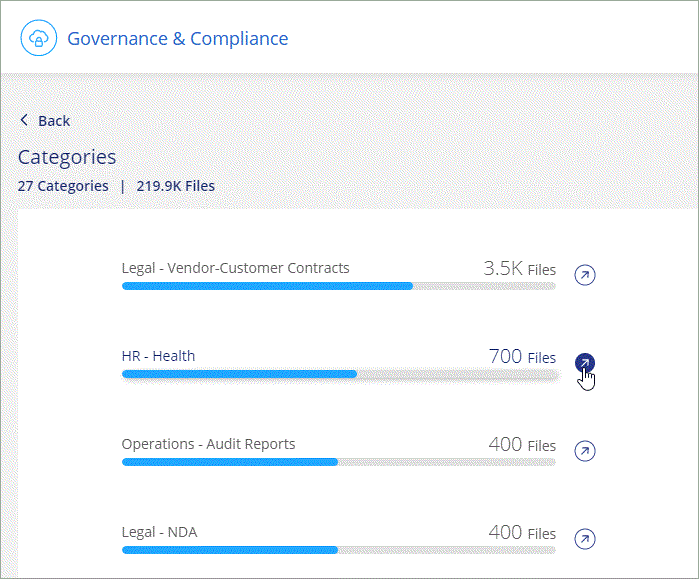 Governance & Compliance
Back
Categories
27 Categories | 219.9K Files
Legal - Vendor-Customer Contracts 3.5K Files
HR - Health 700 Files
Operations - Audit Reports 400 Files
Legal - NDA 400 Files